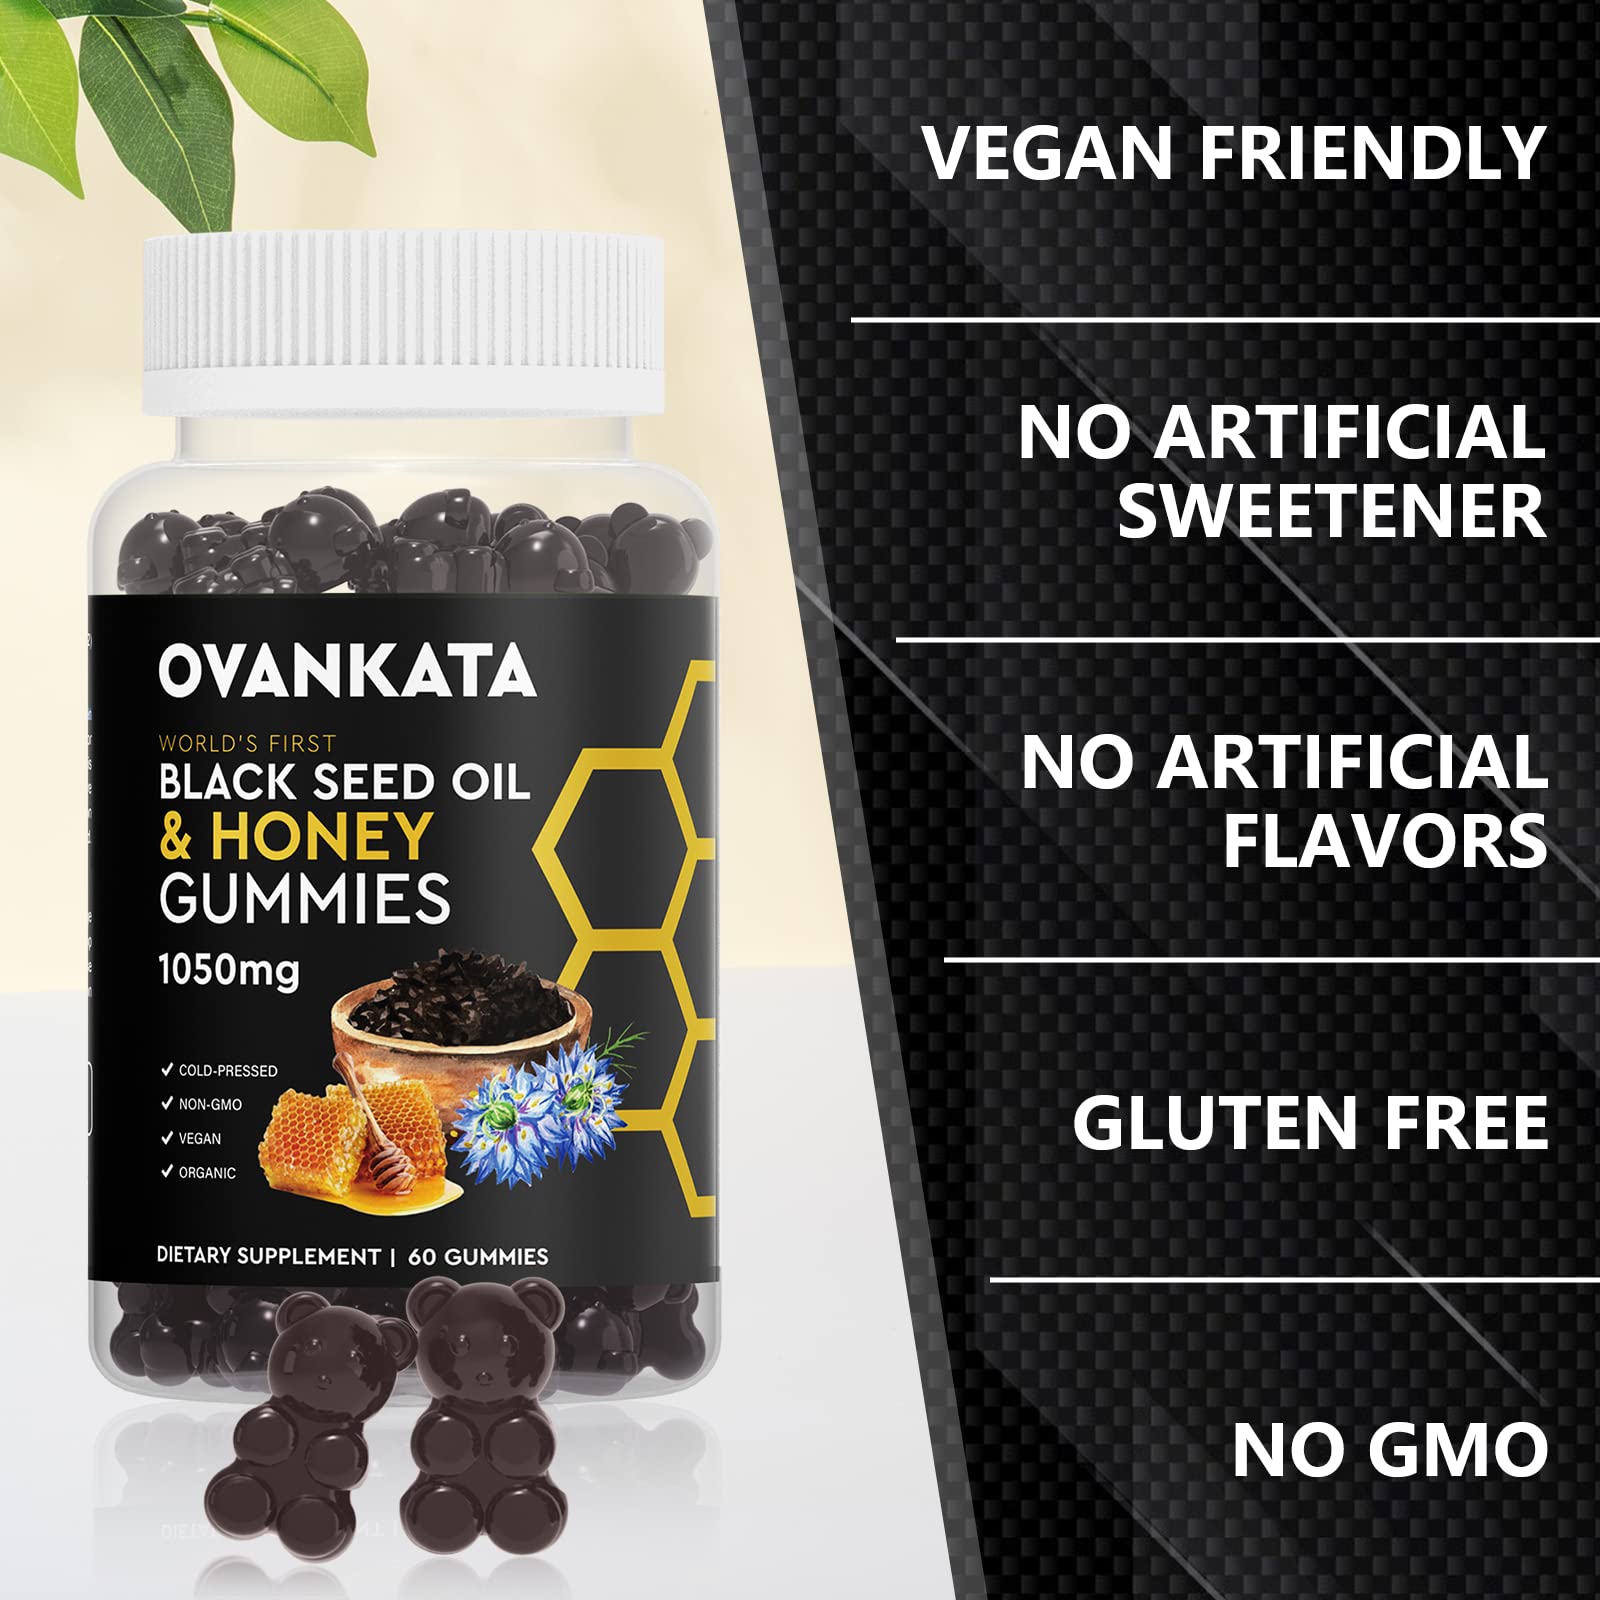 OVANKATA
WORLD'S FIRST
BLACK SEED OIL
& HONEY
GUMMIES
1050mg
✓ COLD-PRESSED
✓ NON-GMO
✓ VEGAN
✓ ORGANIC
DIETARY SUPPLEMENT | 60 GUMMIES
VEGAN FRIENDLY
NO ARTIFICIAL
SWEETENER
NO ARTIFICIAL
FLAVORS
GLUTEN FREE
NO GMO